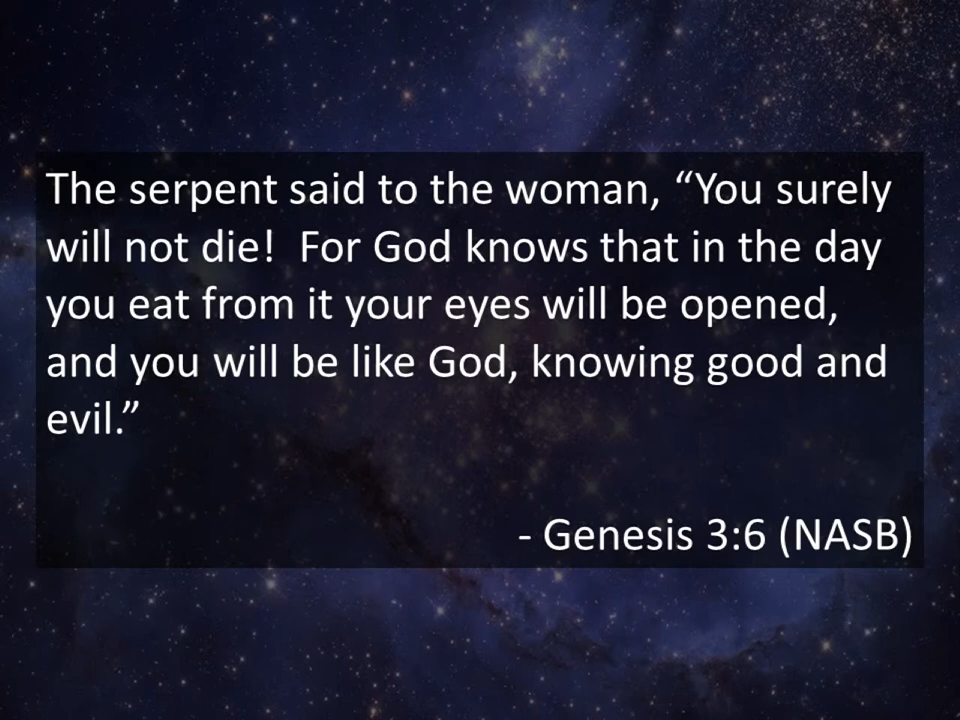 The serpent said to the woman, “You surely
will not die!  For God knows that in the day
you eat from it your eyes will be opened,
and you will be like God, knowing good and
evil.”
- Genesis 3:6 (NASB)